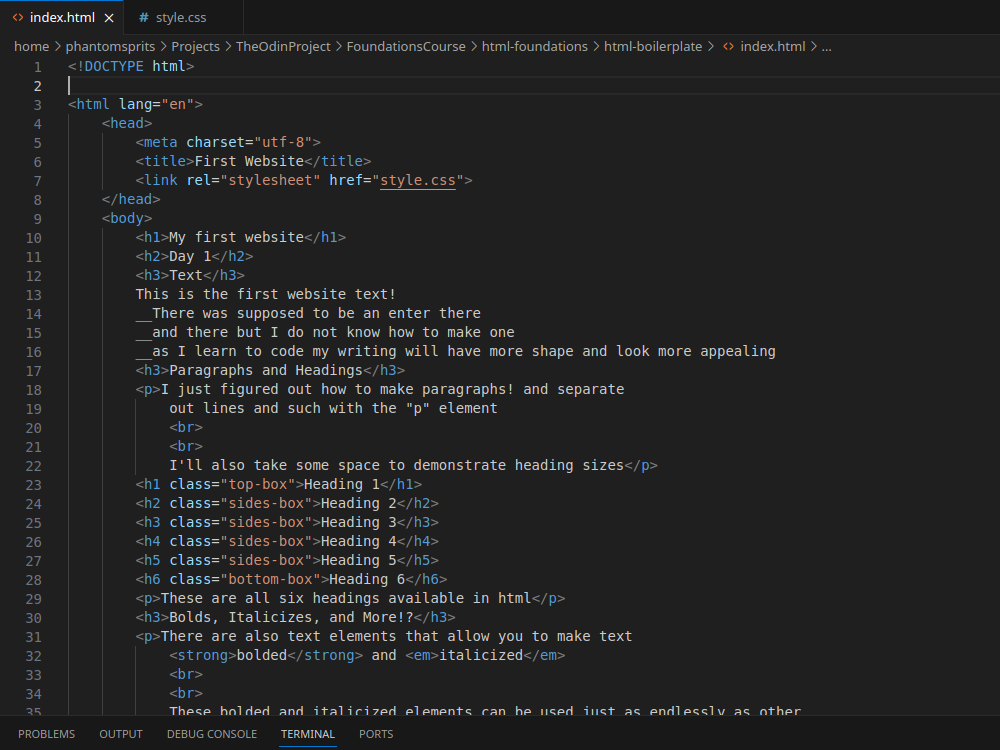 index.html
# style.css
home > phantomsprits > Projects > TheOdinProject > FoundationsCourse > html-foundations > html-boilerplate > <> index.html > ...
1 <!DOCTYPE html>
2
3 <html lang="en">
4 <head>
5 <meta charset="utf-8">
6 <title>First Website</title>
7 <link rel="stylesheet" href="style.css">
8 </head>
9 <body>
10 <h1>My first website</h1>
11 <h2>Day 1</h2>
12 <h3>Text</h3>
13 This is the first website text!
14 __There was supposed to be an enter there
15 __and there but I do not know how to make one
16 __as I learn to code my writing will have more shape and look more appealing
17 <h3>Paragraphs and Headings</h3>
18 <p>I just figured out how to make paragraphs! and separate
19 out lines and such with the "p" element
20 <br>
21 <br>
22 I'll also take some space to demonstrate heading sizes</p>
23 <h1 class="top-box">Heading 1</h1>
24 <h2 class="sides-box">Heading 2</h2>
25 <h3 class="sides-box">Heading 3</h3>
26 <h4 class="sides-box">Heading 4</h4>
27 <h5 class="sides-box">Heading 5</h5>
28 <h6 class="bottom-box">Heading 6</h6>
29 <p>These are all six headings available in html</p>
30 <h3>Bolds, Italicizes, and More!?</h3>
31 <p>There are also text elements that allow you to make text
32 <strong>bolded</strong> and <em>italicized</em>
33 <br>
34 <br>
35 These bolded and italicized elements can be used just as endlessly as other
PROBLEMS OUTPUT DEBUG CONSOLE TERMINAL PORTS